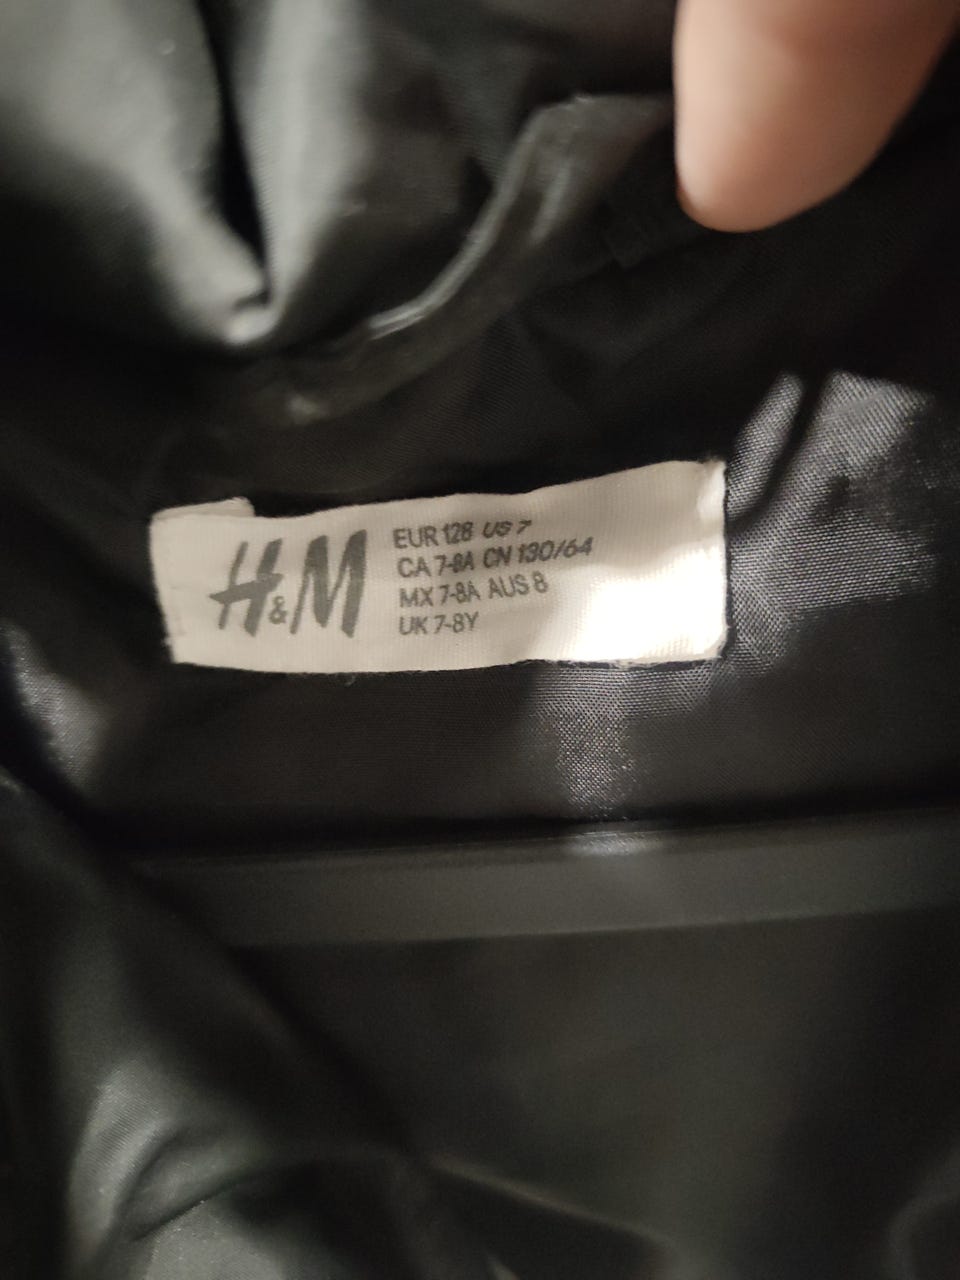 H&M
EUR 128 US 7
CA 7-8A CN 130/64
MX 7-8A AUS 8
UK 7-8Y